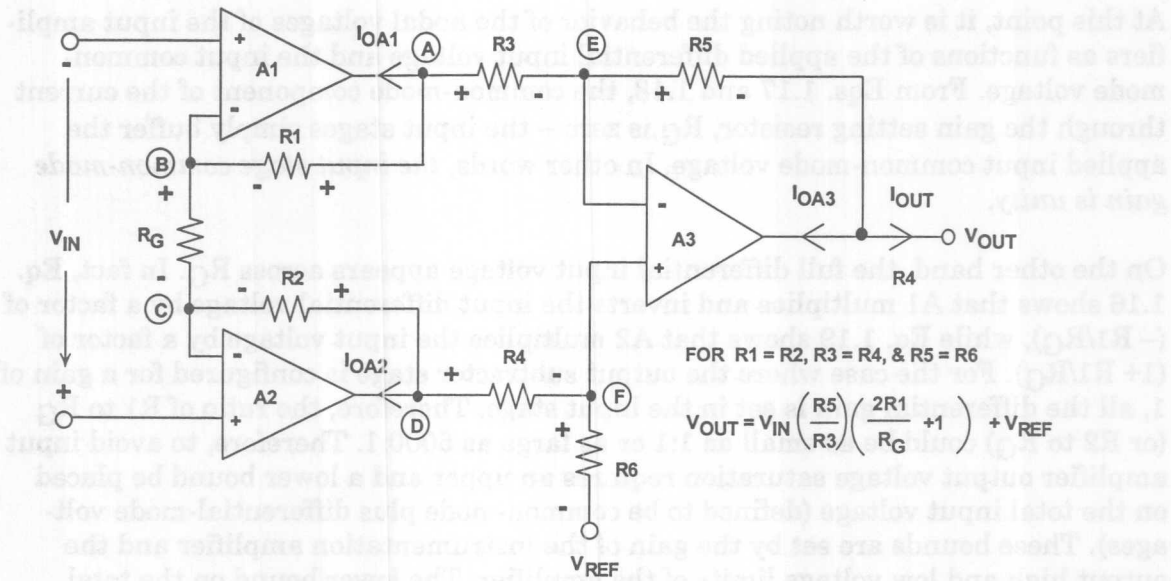 At this point, it is worth noting the behavior of the nodal voltages of the input ampli-
fiers as functions of the applied differential input voltage and the input common-
mode voltage. From Eqs. 1.17 and 1.18, the common-mode component of the current
through the gain setting resistor, RG, is zero – the input stages simply buffer the
applied input common-mode voltage. In other words, the input stage common-mode
gain is unity.
On the other hand, the full differential input voltage appears across RG. In fact, Eq.
1.16 shows that A1 multiplies and inverts the input differential voltage by a factor of
(– R1/RG), while Eq. 1.19 shows that A2 multiplies the input voltage by a factor of
(1+ R1/RG). For the case where the output subtractor stage is configured for a gain of
1, all the differential gain is set in the input stage. Therefore, the ratio of R1 to RG
(or R2 to RG) could be as small as 1:1 or as large as 5000:1. Therefore, to avoid input
amplifier output voltage saturation requires an upper and a lower bound be placed
on the total input voltage (defined to be common-mode plus differential-mode volt-
ages). These bounds are set by the gain of the instrumentation amplifier and the
output high and low voltage limits of the amplifier. The lower bound on the total
IOA1 A R3 E R5
- A1
+ - + -
-
R1
B
+ - +
VIN RG
- A3 IOA3 IOUT
VOUT
+ R4
- R2
C - +
- IOA2 R4
A2 + - F
+ + D
+
R6
-
VREF
FOR R1 = R2, R3 = R4, & R5 = R6
VOUT = VIN (R5/R3) (2R1/RG +1) + VREF